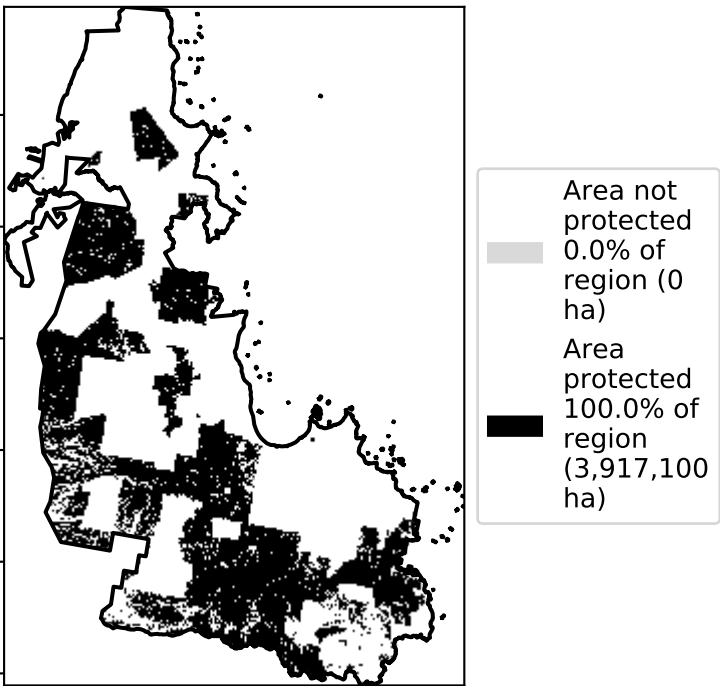 Area not
protected
0.0% of
region (0
ha)
Area
protected
100.0% of
region
(3,917,100
ha)